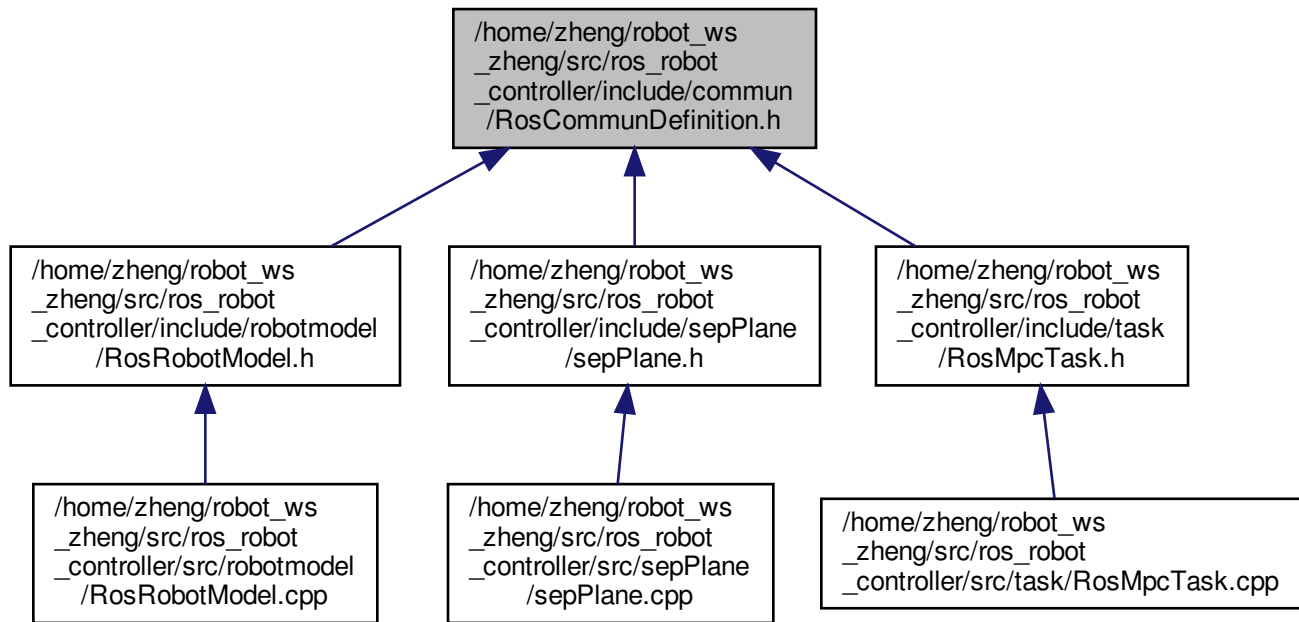 /home/zheng/robot_ws
_zheng/src/ros_robot
_controller/include/commun
/RosCommunDefinition.h
/home/zheng/robot_ws
_zheng/src/ros_robot
_controller/include/robotmodel
/RosRobotModel.h
/home/zheng/robot_ws
_zheng/src/ros_robot
_controller/include/sepPlane
/sepPlane.h
/home/zheng/robot_ws
_zheng/src/ros_robot
_controller/include/task
/RosMpcTask.h
/home/zheng/robot_ws
_zheng/src/ros_robot
_controller/src/robotmodel
/RosRobotModel.cpp
/home/zheng/robot_ws
_zheng/src/ros_robot
_controller/src/sepPlane
/sepPlane.cpp
/home/zheng/robot_ws
_zheng/src/ros_robot
_controller/src/task/RosMpcTask.cpp